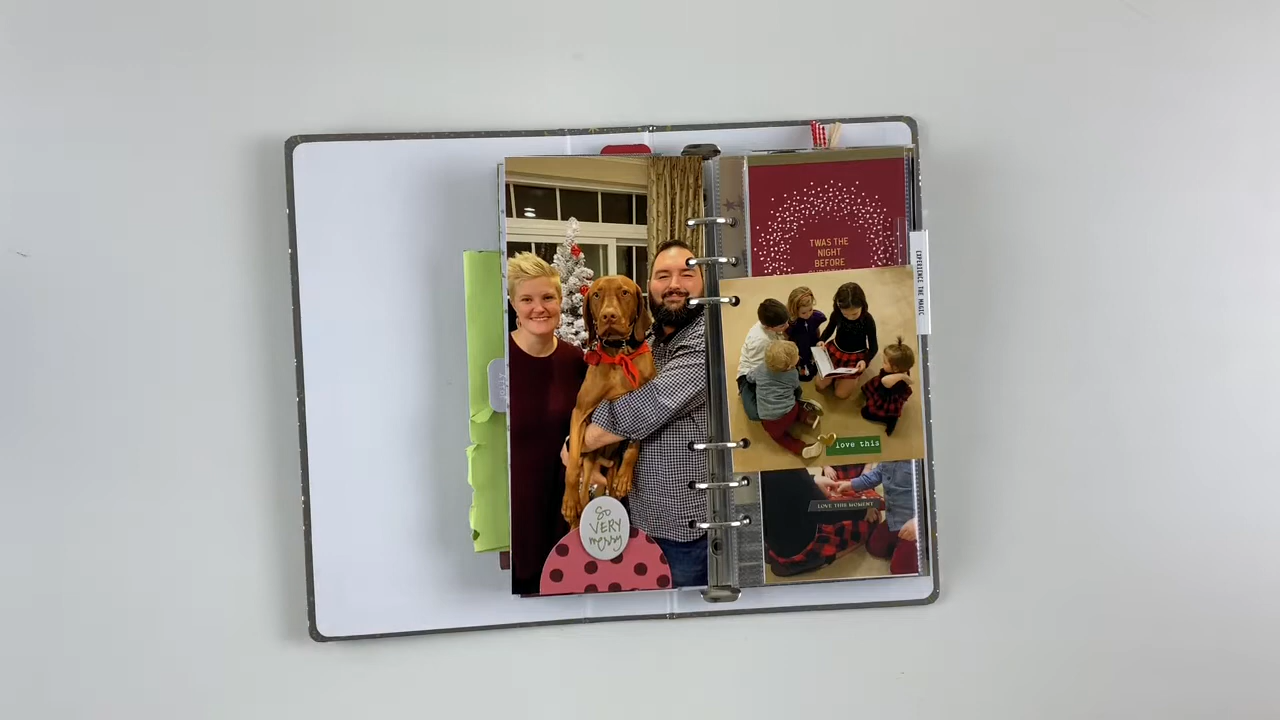 so
VERY
merry
TWAS THE
NIGHT
BEFORE
love this
LOVE THIS MOMENT
EXPERIENCE THE MAGIC